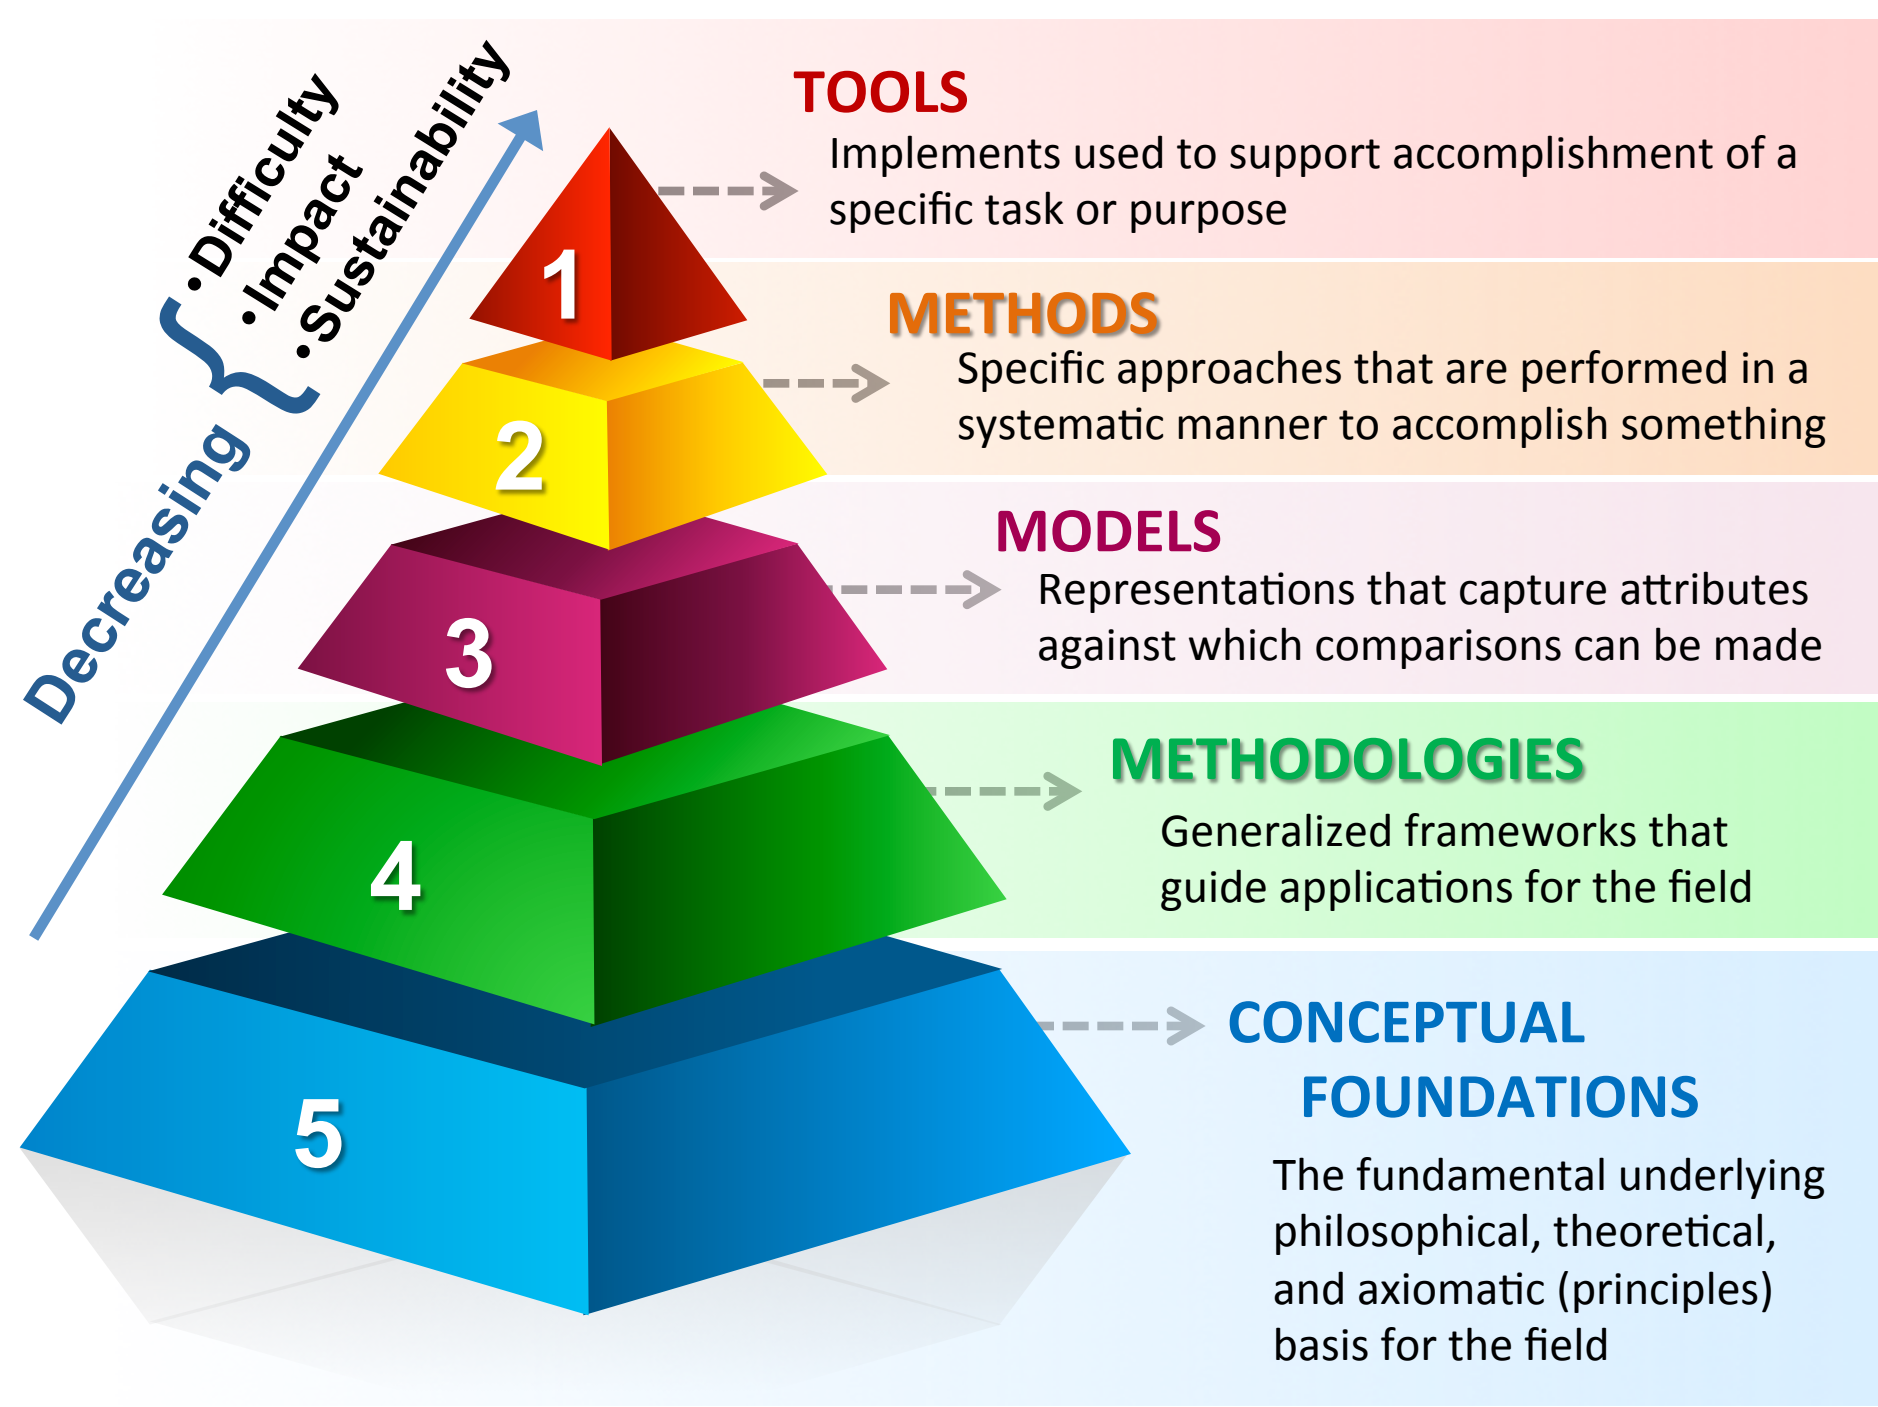 • Difficulty
• Impact
• Sustainability
Decreasing
TOOLS
Implements used to support accomplishment of a
specific task or purpose
1
METHODS
Specific approaches that are performed in a
systematic manner to accomplish something
2
MODELS
Representations that capture attributes
against which comparisons can be made
3
METHODOLOGIES
Generalized frameworks that
guide applications for the field
4
CONCEPTUAL
FOUNDATIONS
The fundamental underlying
philosophical, theoretical,
and axiomatic (principles)
basis for the field
5